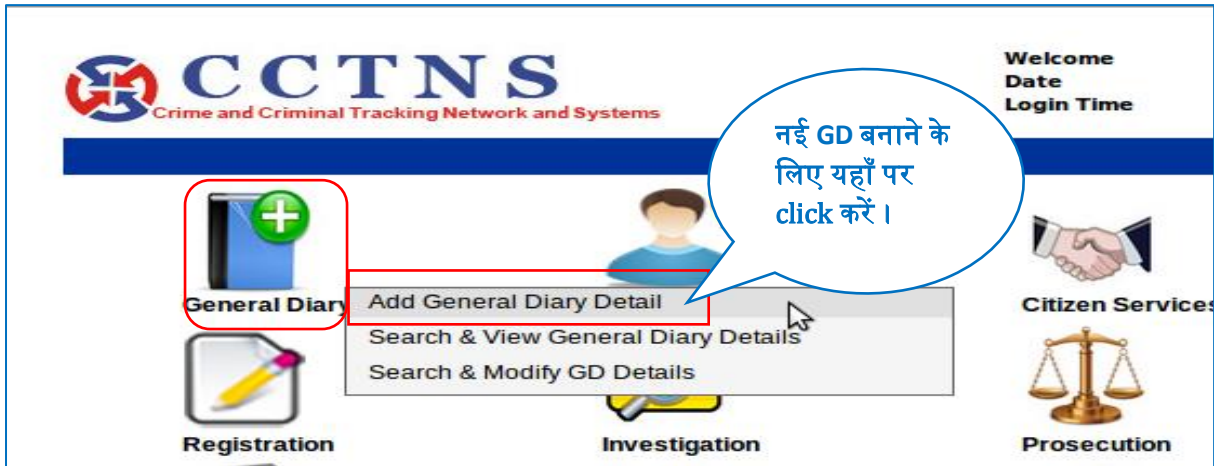 CCTNS
Crime and Criminal Tracking Network and Systems
Welcome
Date
Login Time
नई GD बनाने के
लिए यहाँ पर
click करें।
General Diary
Add General Diary Detail
Search & View General Diary Details
Search & Modify GD Details
Citizen Services
Registration
Investigation
Prosecution